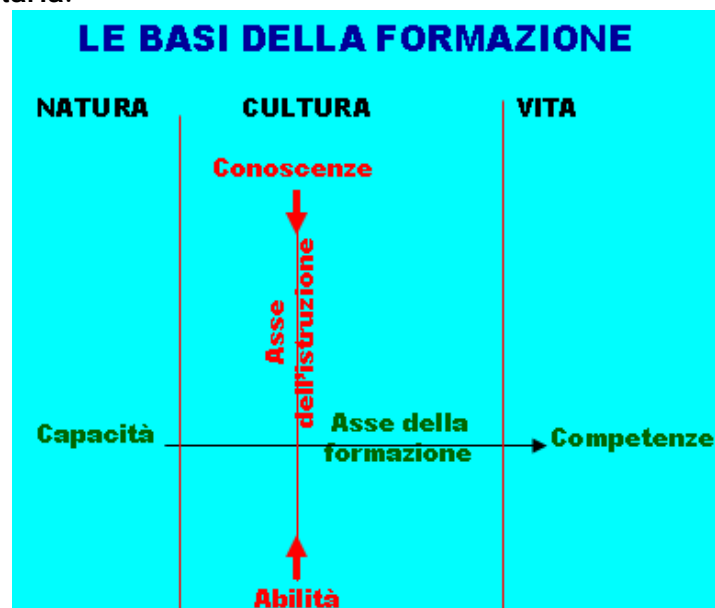 LE BASI DELLA FORMAZIONE
NATURA
CULTURA
VITA
Conoscenze
Asse
dell'istruzione
Capacità
Asse della
formazione
Competenze
Abilità